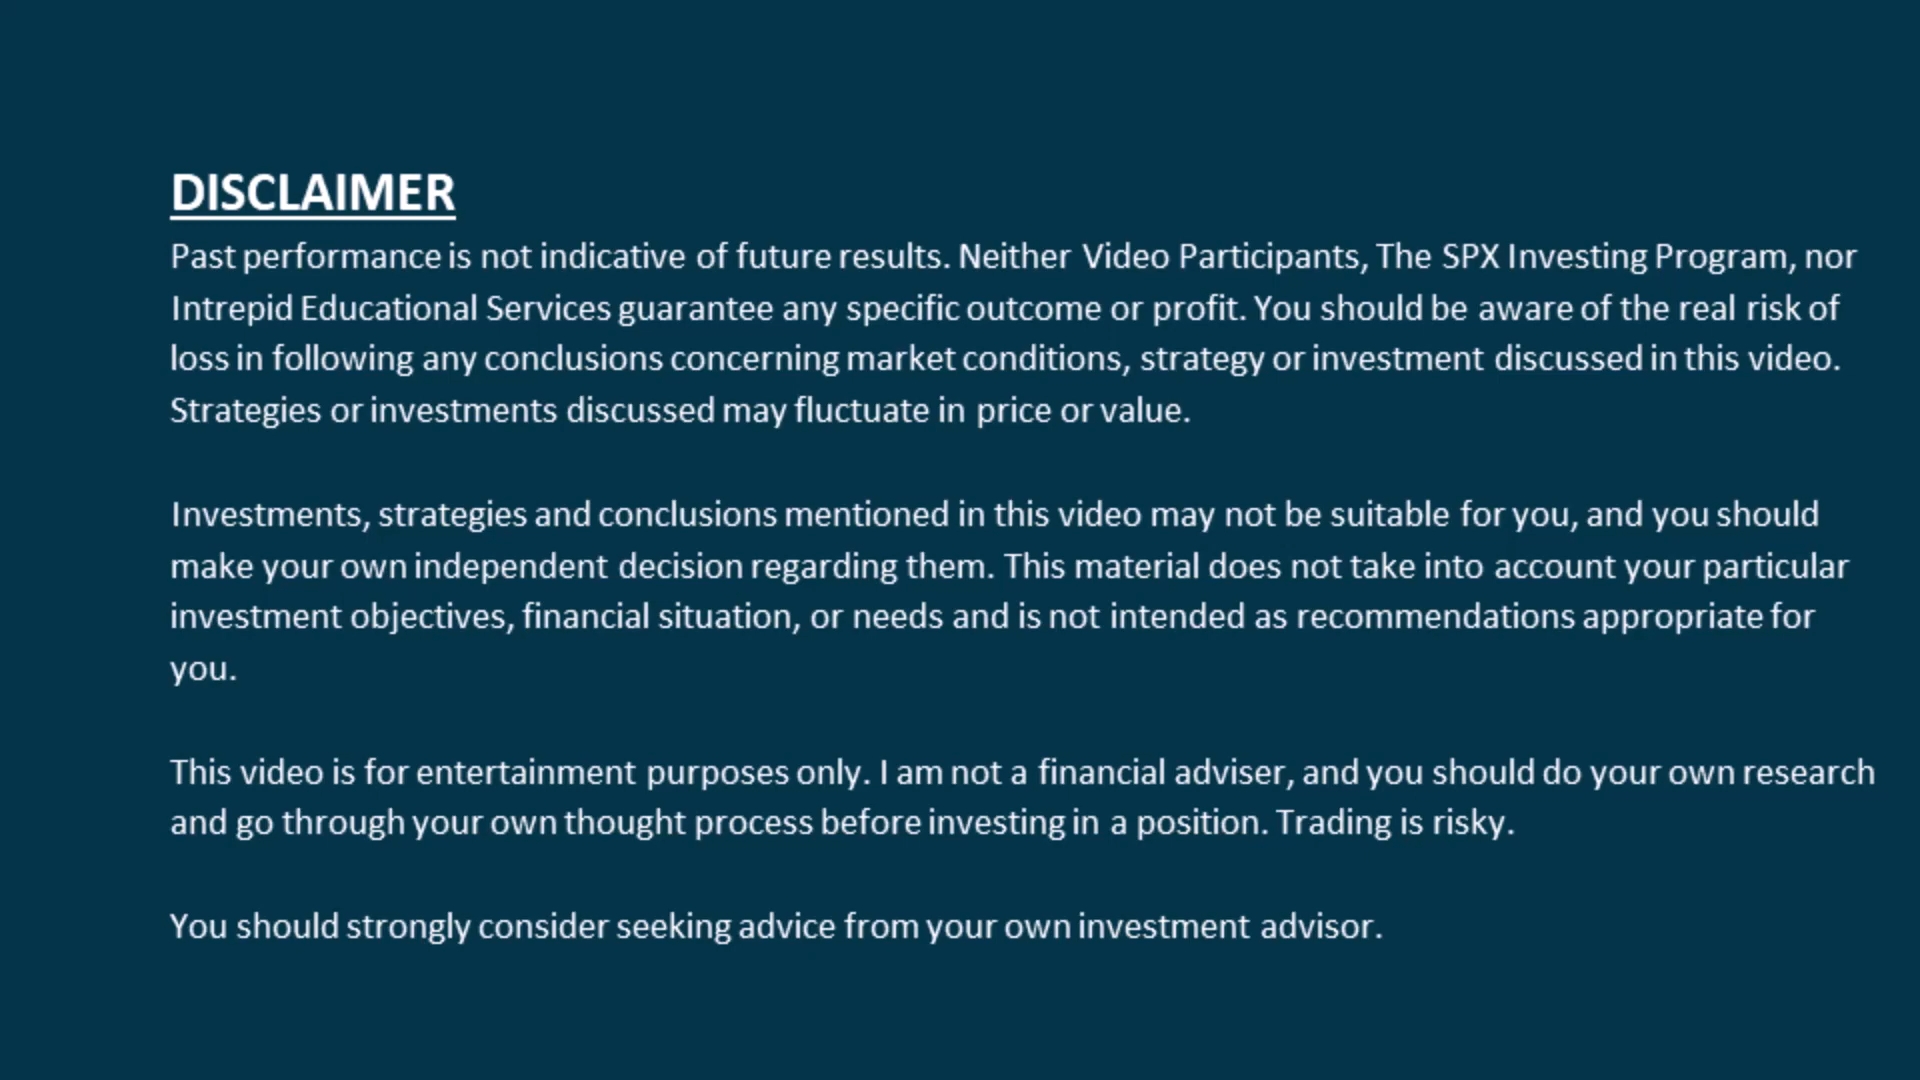 DISCLAIMER
Past performance is not indicative of future results. Neither Video Participants, The SPX Investing Program, nor
Intrepid Educational Services guarantee any specific outcome or profit. You should be aware of the real risk of
loss in following any conclusions concerning market conditions, strategy or investment discussed in this video.
Strategies or investments discussed may fluctuate in price or value.
Investments, strategies and conclusions mentioned in this video may not be suitable for you, and you should
make your own independent decision regarding them. This material does not take into account your particular
investment objectives, financial situation, or needs and is not intended as recommendations appropriate for
you.
This video is for entertainment purposes only. I am not a financial adviser, and you should do your own research
and go through your own thought process before investing in a position. Trading is risky.
You should strongly consider seeking advice from your own investment advisor.